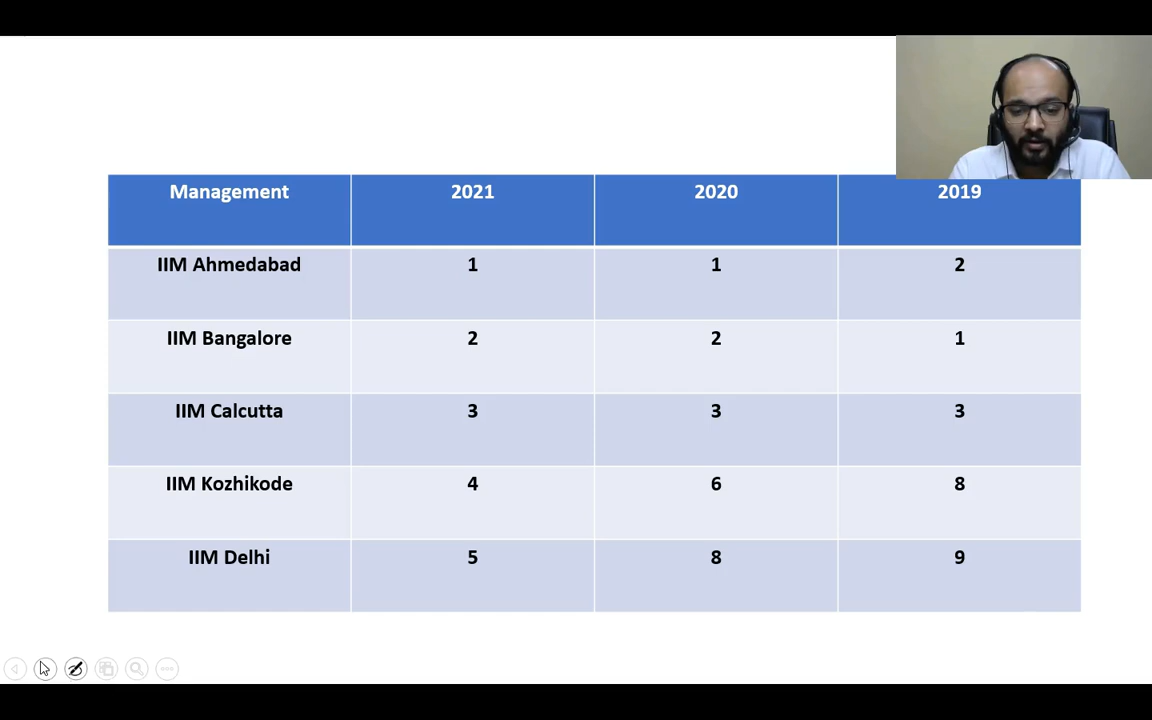 Management 2021 2020 2019
IIM Ahmedabad 1 1 2
IIM Bangalore 2 2 1
IIM Calcutta 3 3 3
IIM Kozhikode 4 6 8
IIM Delhi 5 8 9